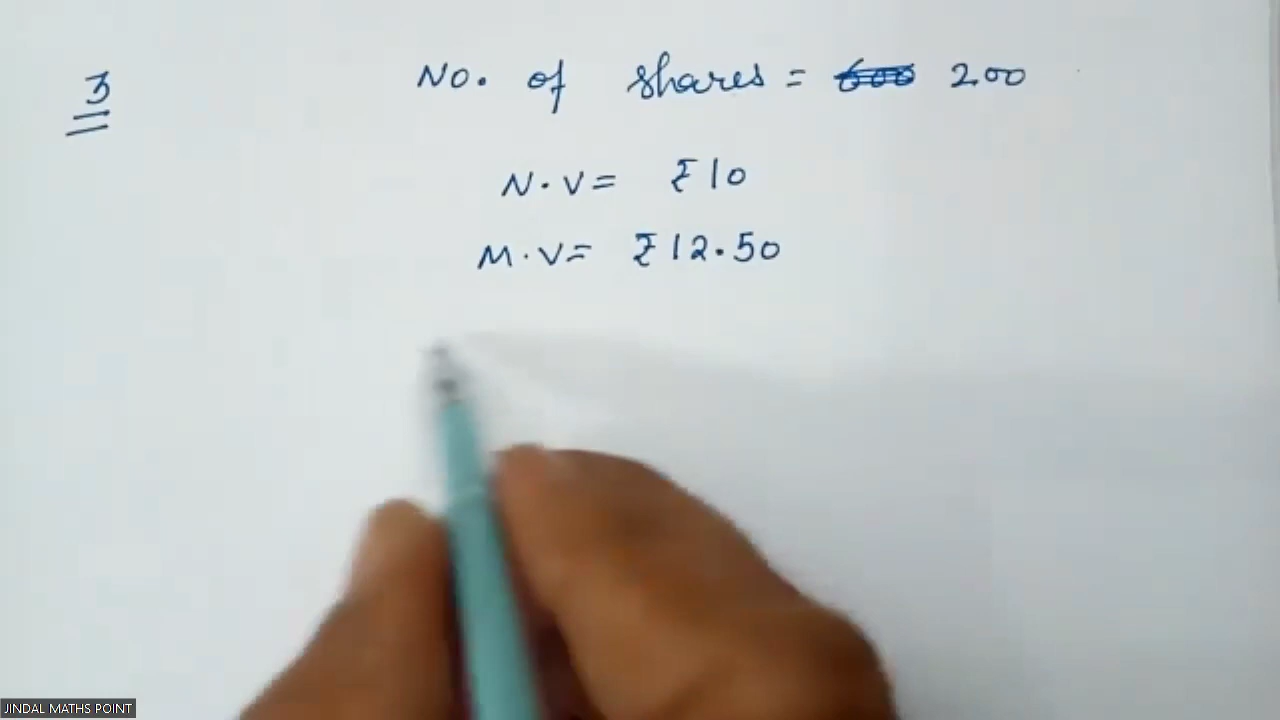 3
No. of shares = 600 200
N.V = ₹10
M.V = ₹12.50
JINDAL MATHS POINT